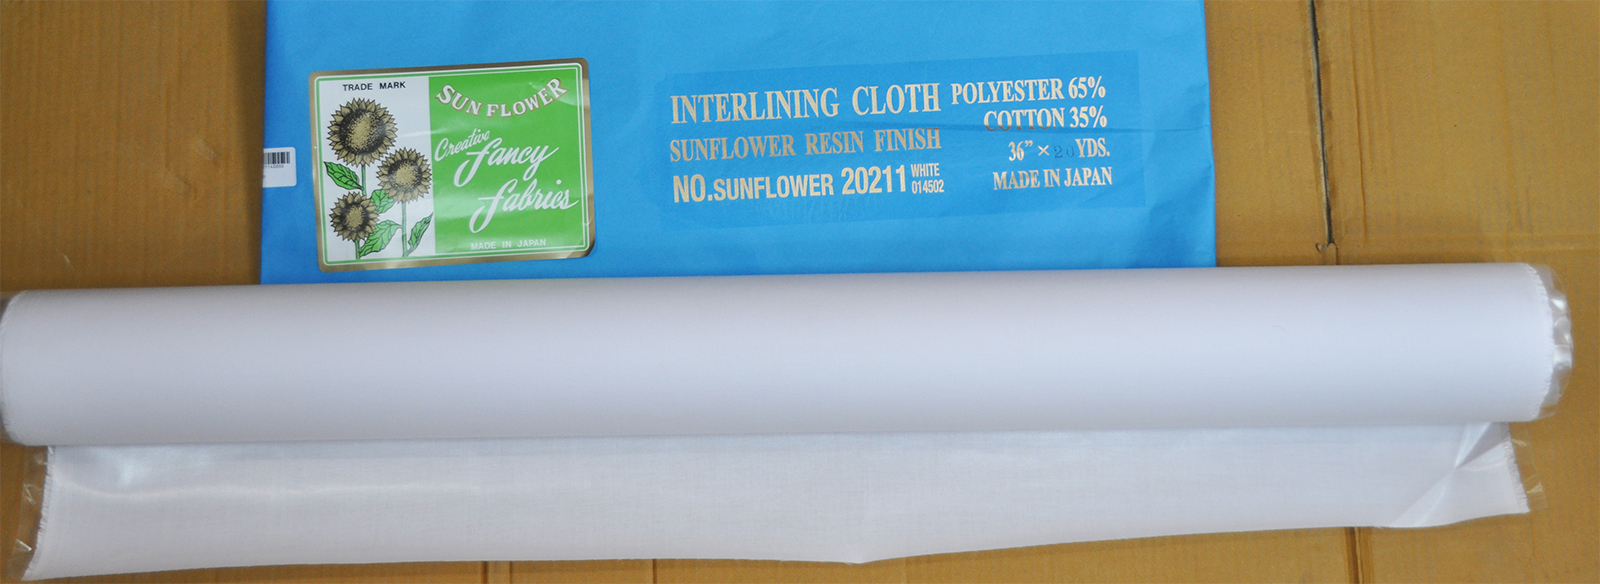 TRADE MARK
SUN FLOWER
Creative
fancy
fabrics
MADE IN JAPAN
INTERLINING CLOTH
SUNFLOWER RESIN FINISH
NO.SUNFLOWER 20211 WHITE
014502
POLYESTER 65%
COTTON 35%
36” × 20 YDS.
MADE IN JAPAN